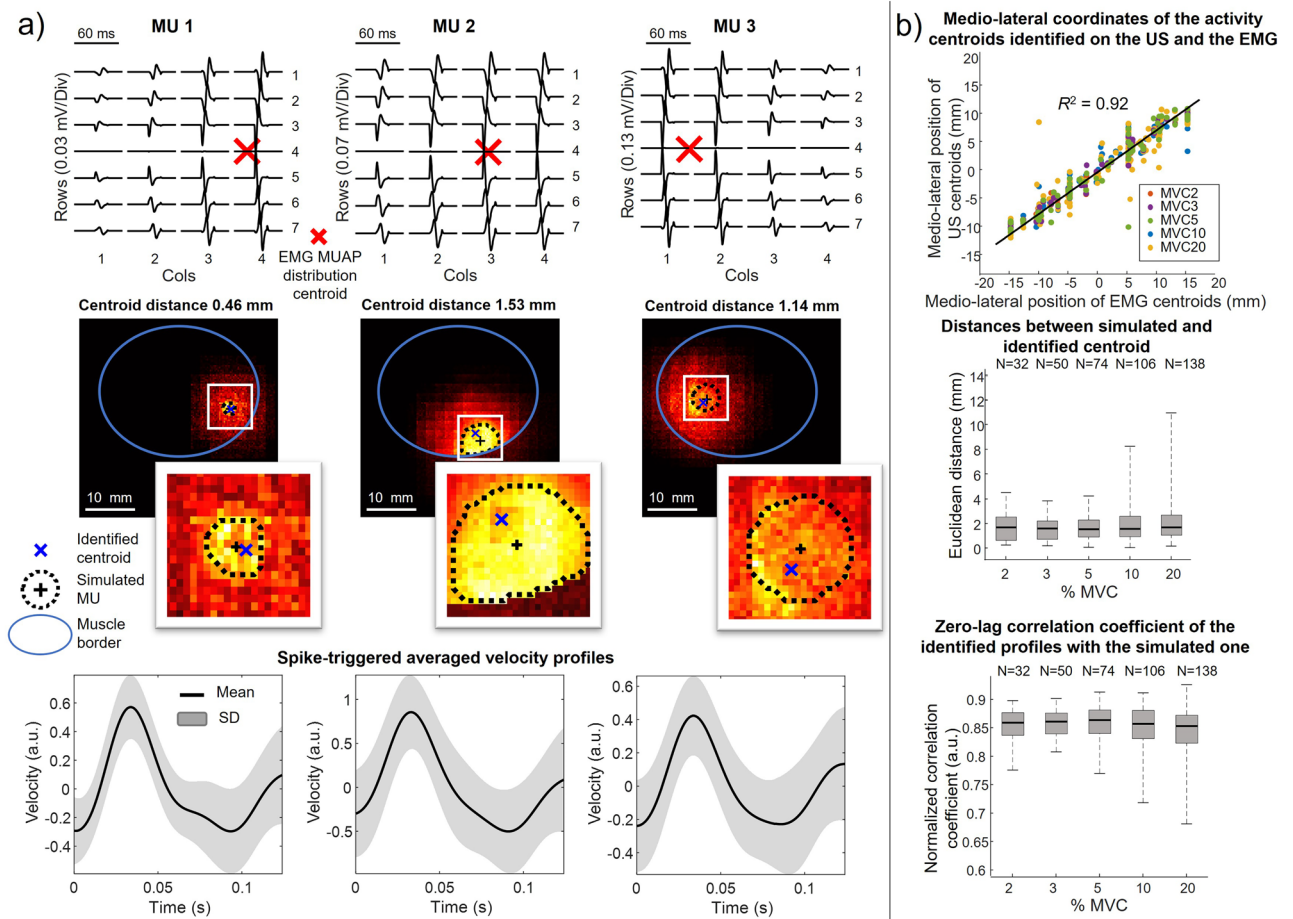 a)
MU 1
MU 2
MU 3
60 ms
60 ms
60 ms
Rows (0.03 mV/Div)
1
2
3
4
5
6
7
1 2 3 4
Cols
Rows (0.07 mV/Div)
1
2
3
4
5
6
7
1 2 3 4
Cols
Rows (0.13 mV/Div)
1
2
3
4
5
6
7
1 2 3 4
Cols
EMG MUAP
distribution
centroid
Centroid distance 0.46 mm
Centroid distance 1.53 mm
Centroid distance 1.14 mm
10 mm
10 mm
10 mm
Identified
centroid
Simulated
MU
Muscle
border
Spike-triggered averaged velocity profiles
Mean
SD
Velocity (a.u.)
0.6
0.4
0.2
0
-0.2
-0.4
0 0.05 0.1
Time (s)
Velocity (a.u.)
1
0.5
0
-0.5
0 0.05 0.1
Time (s)
Velocity (a.u.)
0.6
0.4
0.2
0
-0.2
-0.4
0 0.05 0.1
Time (s)
b)
Medio-lateral coordinates of the activity
centroids identified on the US and the EMG
Medio-lateral position of
US centroids (mm)
20
15
10
5
0
-5
-10
-15
R² = 0.92
MVC2
MVC3
MVC5
MVC10
MVC20
-20 -15 -10 -5 0 5 10 15 20
Medio-lateral position of EMG centroids (mm)
Distances between simulated and
identified centroid
N=32 N=50 N=74 N=106 N=138
Euclidean distance (mm)
14
12
10
8
6
4
2
0
2 3 5 10 20
% MVC
Zero-lag correlation coefficient of the
identified profiles with the simulated one
N=32 N=50 N=74 N=106 N=138
Normalized correlation
coefficient (a.u.)
0.9
0.85
0.8
0.75
0.7
0.65
0.6
2 3 5 10 20
% MVC